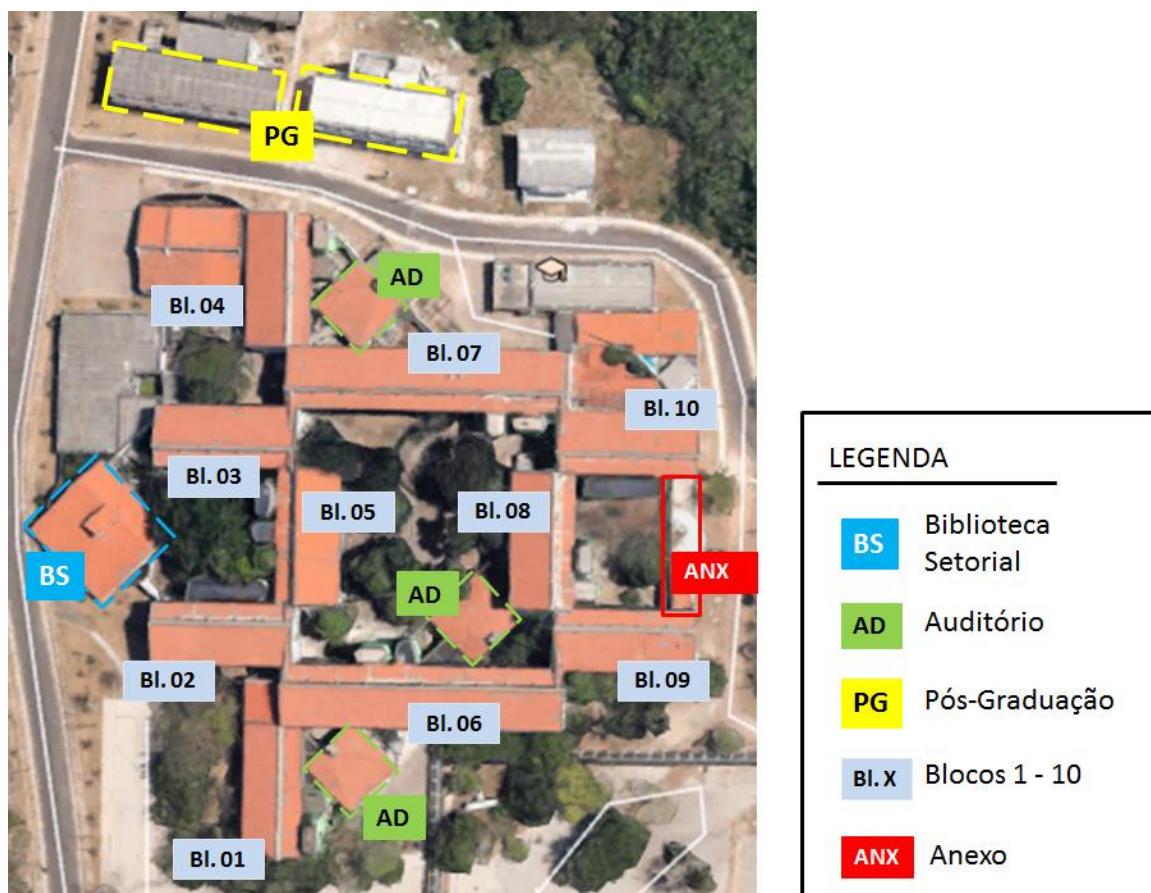 PG
AD
Bl. 04
Bl. 07
Bl. 10
Bl. 03
Bl. 05
Bl. 08
BS
ANX
AD
Bl. 02
Bl. 09
Bl. 06
AD
Bl. 01
LEGENDA
BS Biblioteca
Setorial
AD Auditório
PG Pós-Graduação
Bl. X Blocos 1 - 10
ANX Anexo